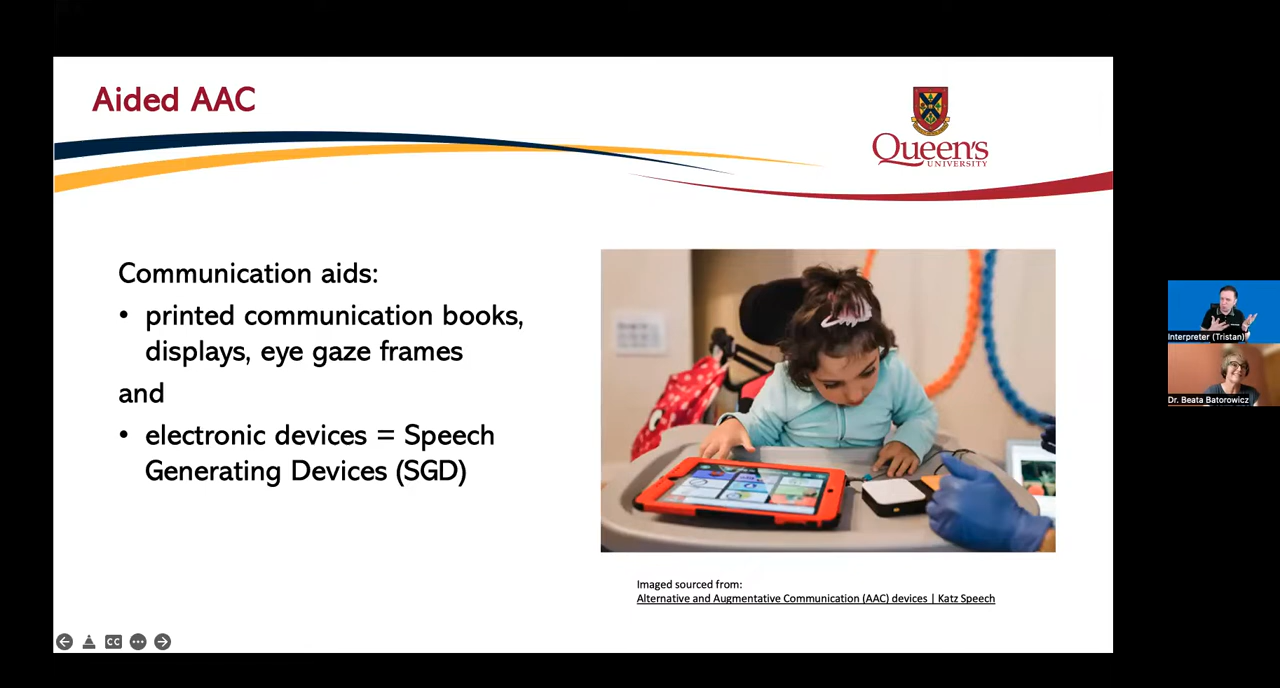 Aided AAC
Queen's
UNIVERSITY
Communication aids:
• printed communication books,
displays, eye gaze frames
and
• electronic devices = Speech
Generating Devices (SGD)
Imaged sourced from:
Alternative and Augmentative Communication (AAC) devices | Katz Speech
CC
Interpreter (Tristan)
Dr. Beata Batorowicz